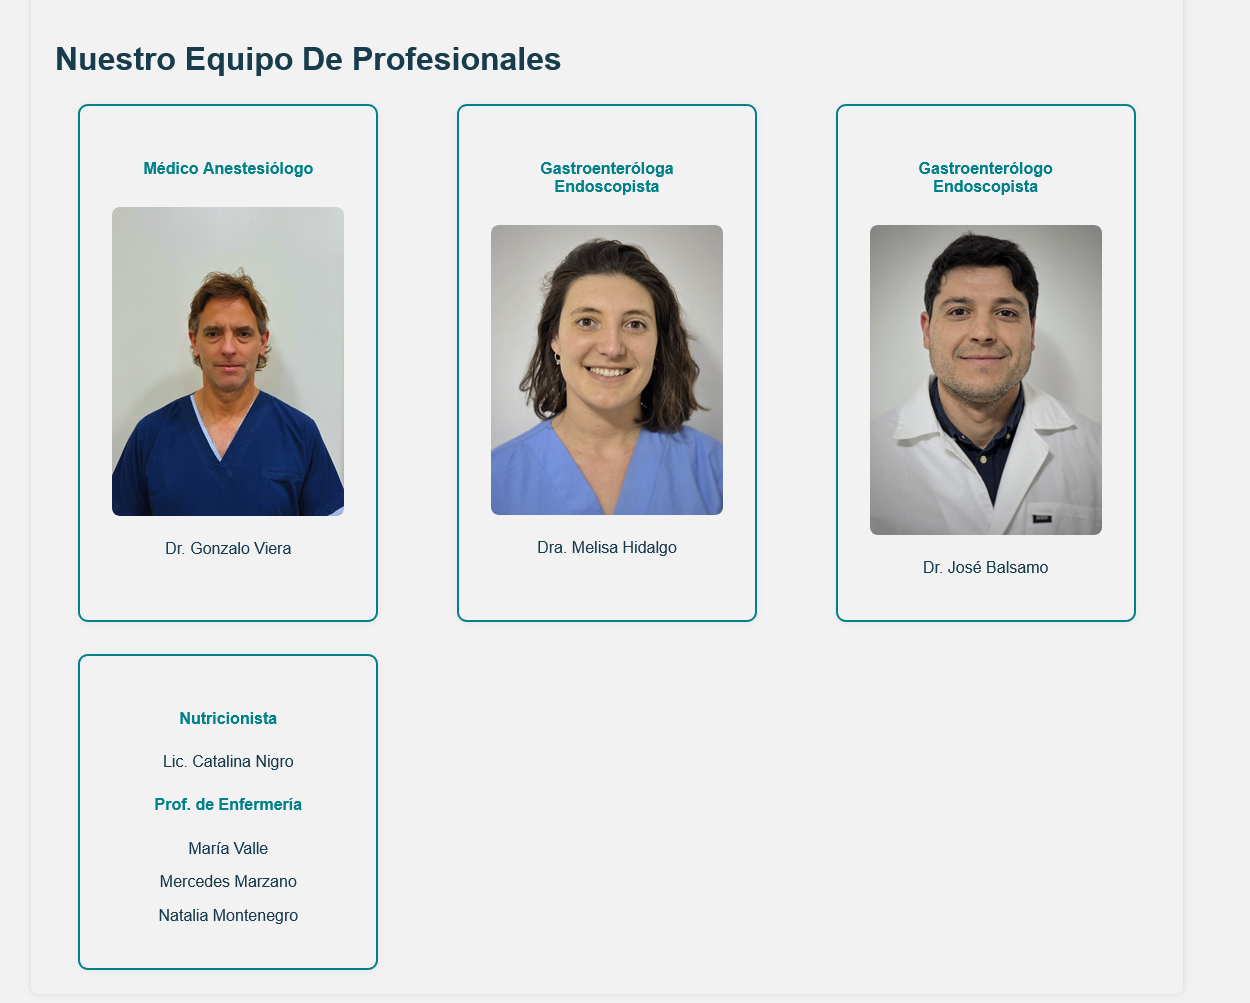 Nuestro Equipo De Profesionales
Médico Anestesiólogo
Dr. Gonzalo Viera
Gastroenteróloga
Endoscopista
Dra. Melisa Hidalgo
Gastroenterólogo
Endoscopista
Dr. José Balsamo
Nutricionista
Lic. Catalina Nigro
Prof. de Enfermería
María Valle
Mercedes Marzano
Natalia Montenegro